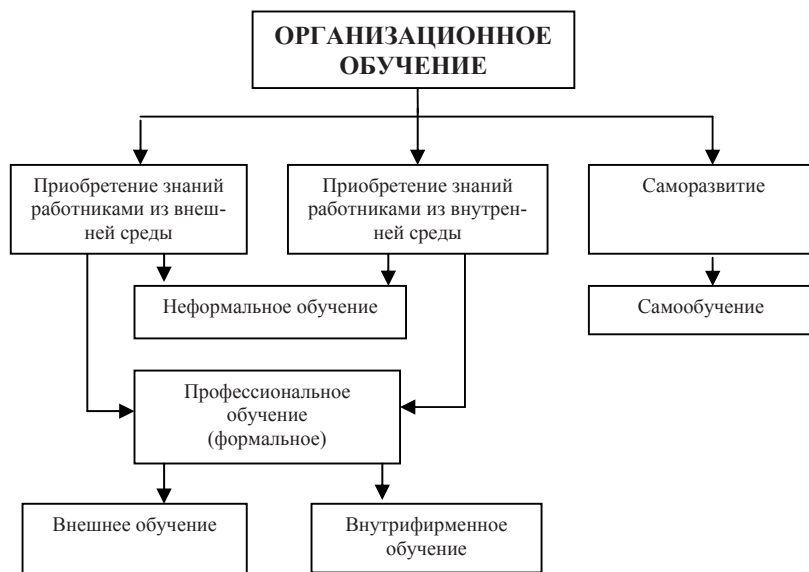 ОРГАНИЗАЦИОННОЕ
ОБУЧЕНИЕ
Приобретение знаний
работниками из внеш-
ней среды
Приобретение знаний
работниками из внутрен-
ней среды
Саморазвитие
Неформальное обучение
Самообучение
Профессиональное
обучение
(формальное)
Внешнее обучение
Внутрифирменное
обучение